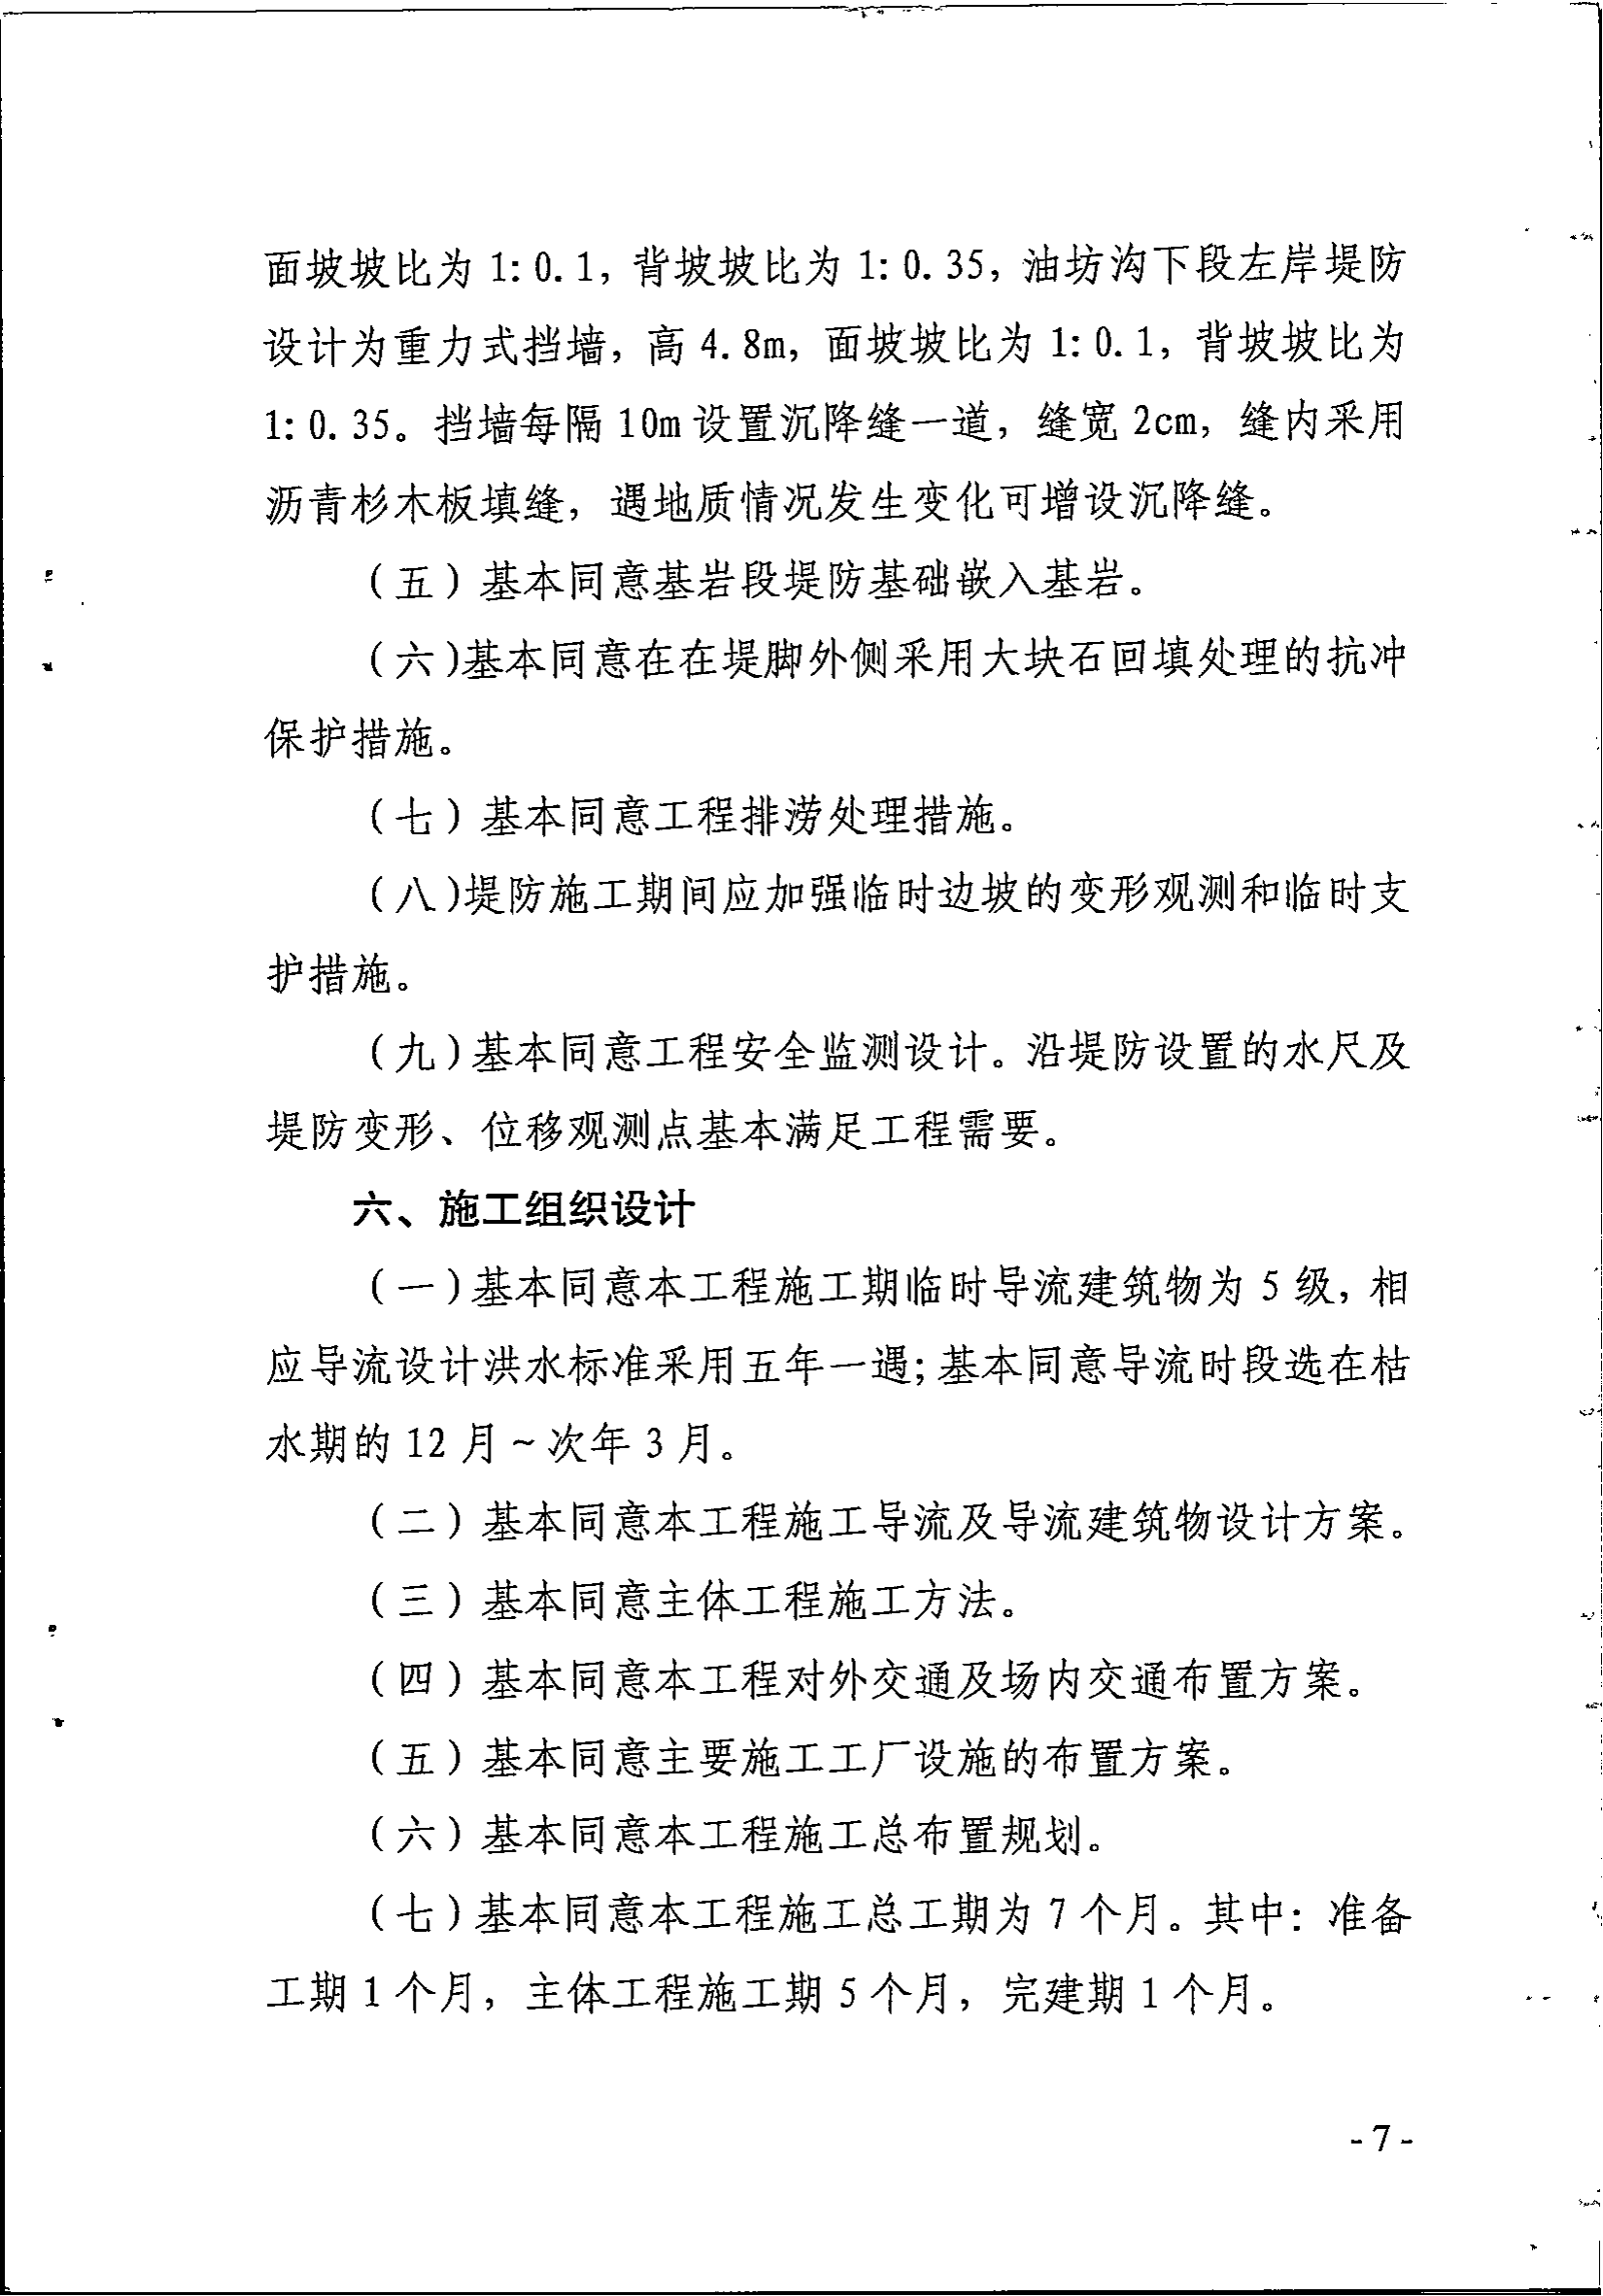 面坡坡比为 1:0.1，背坡坡比为 1:0.35，油坊沟下段左岸堤防
设计为重力式挡墙，高 4.8m，面坡坡比为 1:0.1，背坡坡比为
1:0.35。挡墙每隔 10m 设置沉降缝一道，缝宽 2cm，缝内采用
沥青杉木板填缝，遇地质情况发生变化可增设沉降缝。
（五）基本同意基岩段堤防基础嵌入基岩。
（六)基本同意在在堤脚外侧采用大块石回填处理的抗冲
保护措施。
（七）基本同意工程排涝处理措施。
（八)堤防施工期间应加强临时边坡的变形观测和临时支
护措施。
（九)基本同意工程安全监测设计。沿堤防设置的水尺及
堤防变形、位移观测点基本满足工程需要。
六、施工组织设计
（一)基本同意本工程施工期临时导流建筑物为 5 级，相
应导流设计洪水标准采用五年一遇;基本同意导流时段选在枯
水期的 12 月～次年 3 月。
（二）基本同意本工程施工导流及导流建筑物设计方案。
（三）基本同意主体工程施工方法。
（四）基本同意本工程对外交通及场内交通布置方案。
（五）基本同意主要施工工厂设施的布置方案。
（六）基本同意本工程施工总布置规划。
（七)基本同意本工程施工总工期为 7 个月。其中：准备
工期 1 个月，主体工程施工期 5 个月，完建期 1 个月。
- 7 -